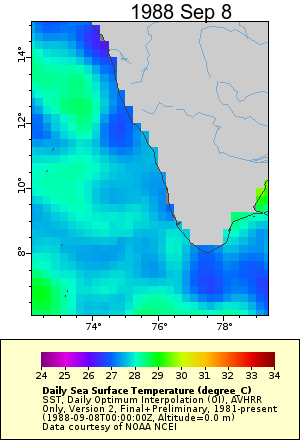 1988 Sep 8
14°
12°
10°
8°
74° 76° 78°
24 25 26 27 28 29 30 31 32 33 34
Daily Sea Surface Temperature (degree_C)
SST, Daily Optimum Interpolation (OI), AVHRR
Only, Version 2, Final+Preliminary, 1981-present
(1988-09-08T00:00:00Z, Altitude=0.0 m)
Data courtesy of NOAA NCEI